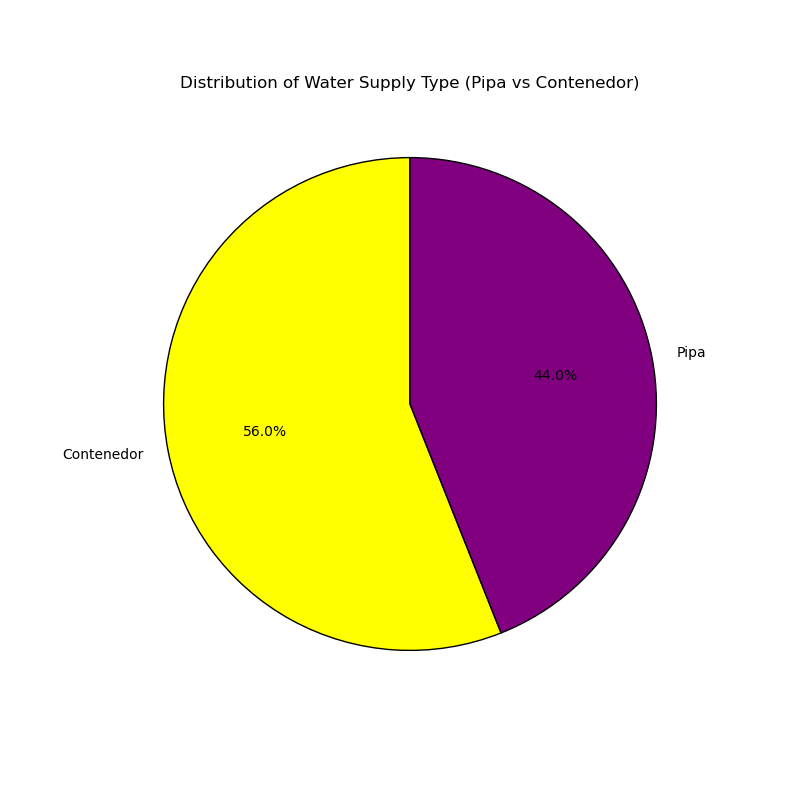 Distribution of Water Supply Type (Pipa vs Contenedor)
Pipa
44.0%
56.0%
Contenedor